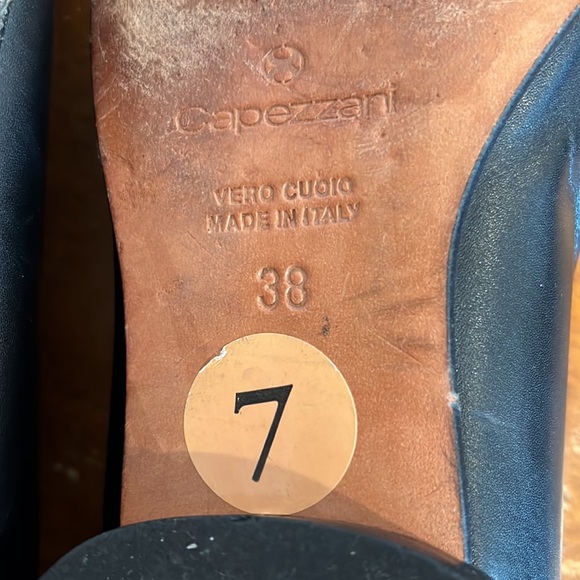 Capezzani
VERO CUOIO
MADE IN ITALY
38
7